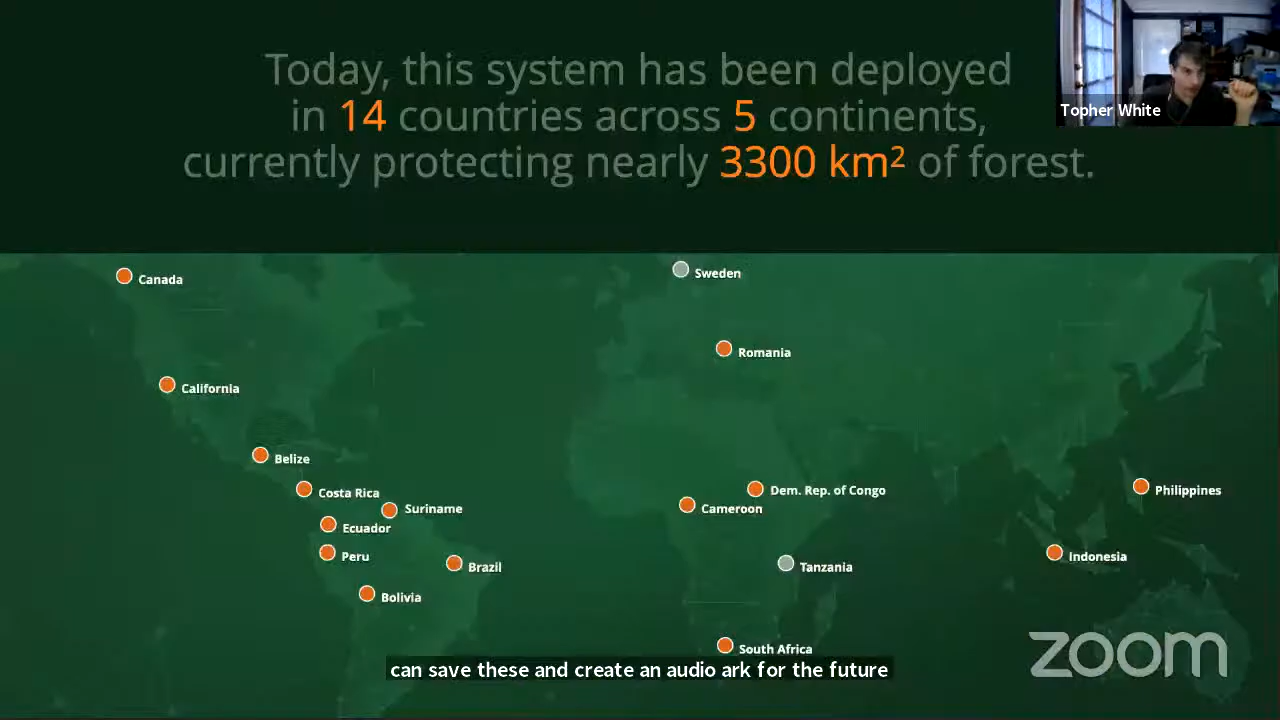 Today, this system has been deployed
in 14 countries across 5 continents,
currently protecting nearly 3300 km² of forest.
Topher White
Canada
Sweden
Romania
California
Belize
Costa Rica
Suriname
Ecuador
Peru
Brazil
Bolivia
Dem. Rep. of Congo
Cameroon
Tanzania
South Africa
Philippines
Indonesia
zoom
can save these and create an audio ark for the future